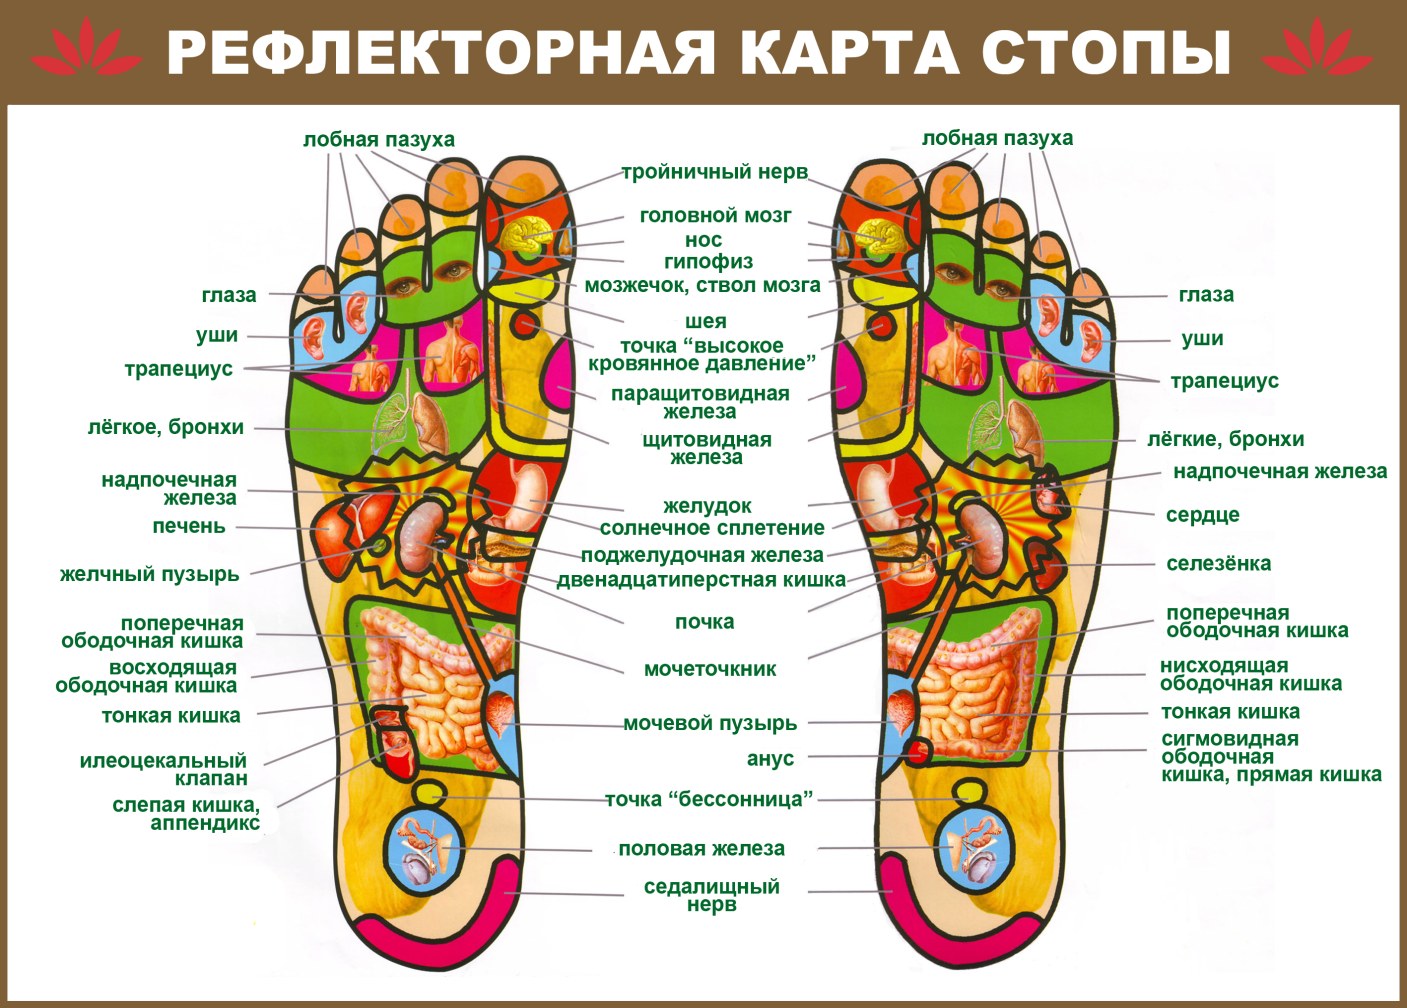 РЕФЛЕКТОРНАЯ КАРТА СТОПЫ
лобная пазуха
глаза
уши
трапециус
лёгкое, бронхи
надпочечная
железа
печень
желчный пузырь
поперечная
ободочная кишка
восходящая
ободочная кишка
тонкая кишка
илеоцекальный
клапан
слепая кишка,
аппендикс
тройничный нерв
головной мозг
нос
гипофиз
мозжечок, ствол мозга
шея
точка “высокое
кровянное давление”
паращитовидная
железа
щитовидная
железа
желудок
солнечное сплетение
поджелудочная железа
двенадцатиперстная кишка
почка
мочеточкник
мочевой пузырь
анус
точка “бессонница”
половая железа
седалищный
нерв
лобная пазуха
глаза
уши
трапециус
лёгкие, бронхи
надпочечная железа
сердце
селезёнка
поперечная
ободочная кишка
нисходящая
ободочная кишка
тонкая кишка
сигмовидная
ободочная
кишка, прямая кишка